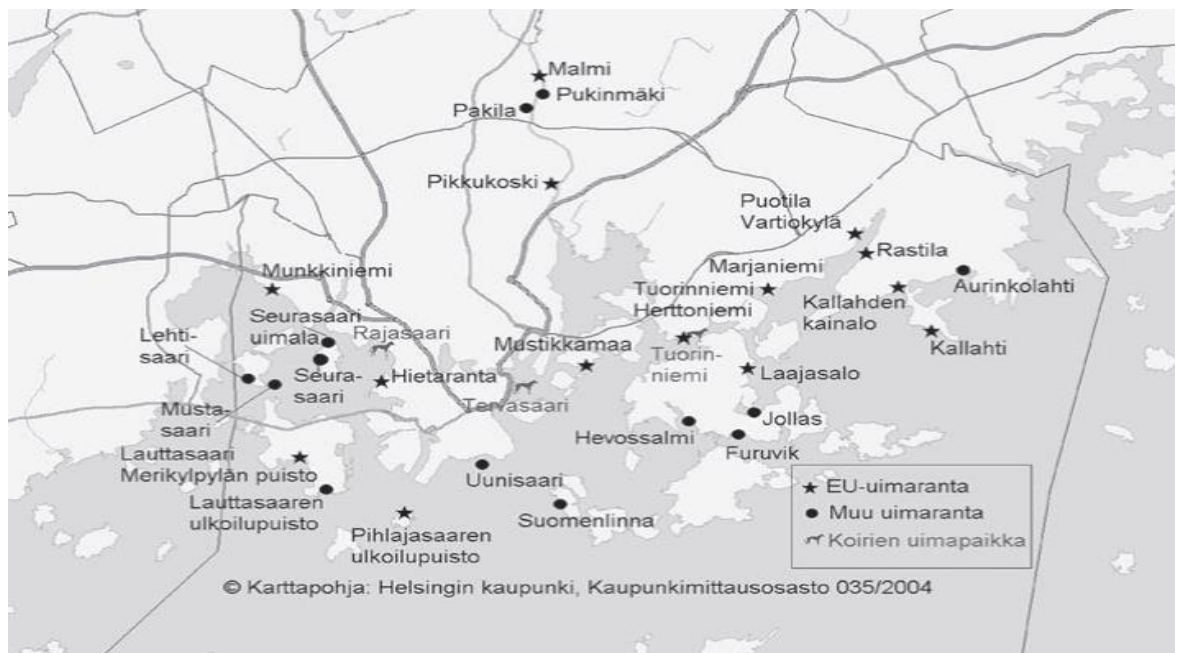 Malmi
Pukinmäki
Pakila
Pikkukoski
Puotila
Vartiokylä
Rastila
Munkkiniemi
Marjaniemi
Aurinkolahti
Tuorinniemi
Herttoniemi
Kallahden
kainalo
Seurasaari
uimala
Rajasaari
Lehti-
saari
Mustikkamaa
Kallahti
Tuorin-
niemi
Laajasalo
Seura-
saari
Hietaranta
Tervasaari
Musta-
saari
Jollas
Hevossalmi
Furuvik
Lauttasaari
Merikylpylän puisto
Uunisaari
Lauttasaaren
ulkoilupuisto
Suomenlinna
Pihlajasaaren
ulkoilupuisto
EU-uimaranta
Muu uimaranta
Koirien uimapaikka
© Karttapohja: Helsingin kaupunki, Kaupunkimittausosasto 035/2004